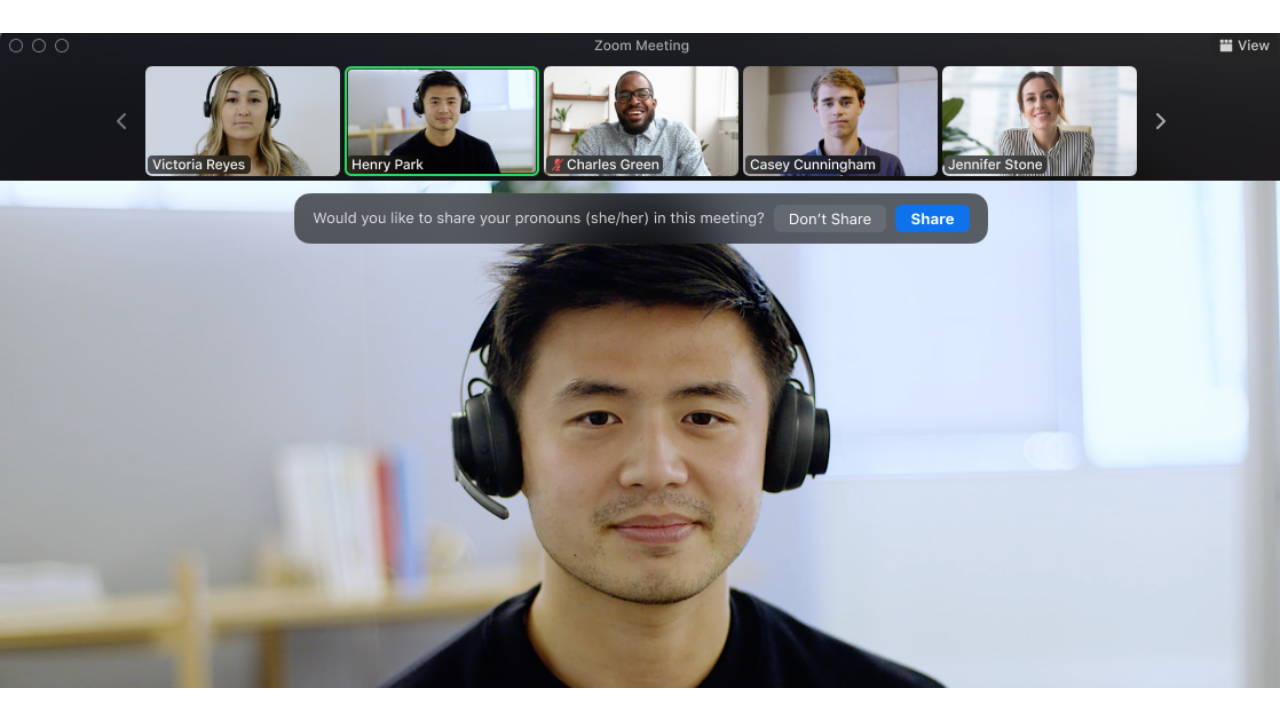 Zoom Meeting
View
Victoria Reyes
Henry Park
Charles Green
Casey Cunningham
Jennifer Stone
Would you like to share your pronouns (she/her) in this meeting?
Don't Share
Share